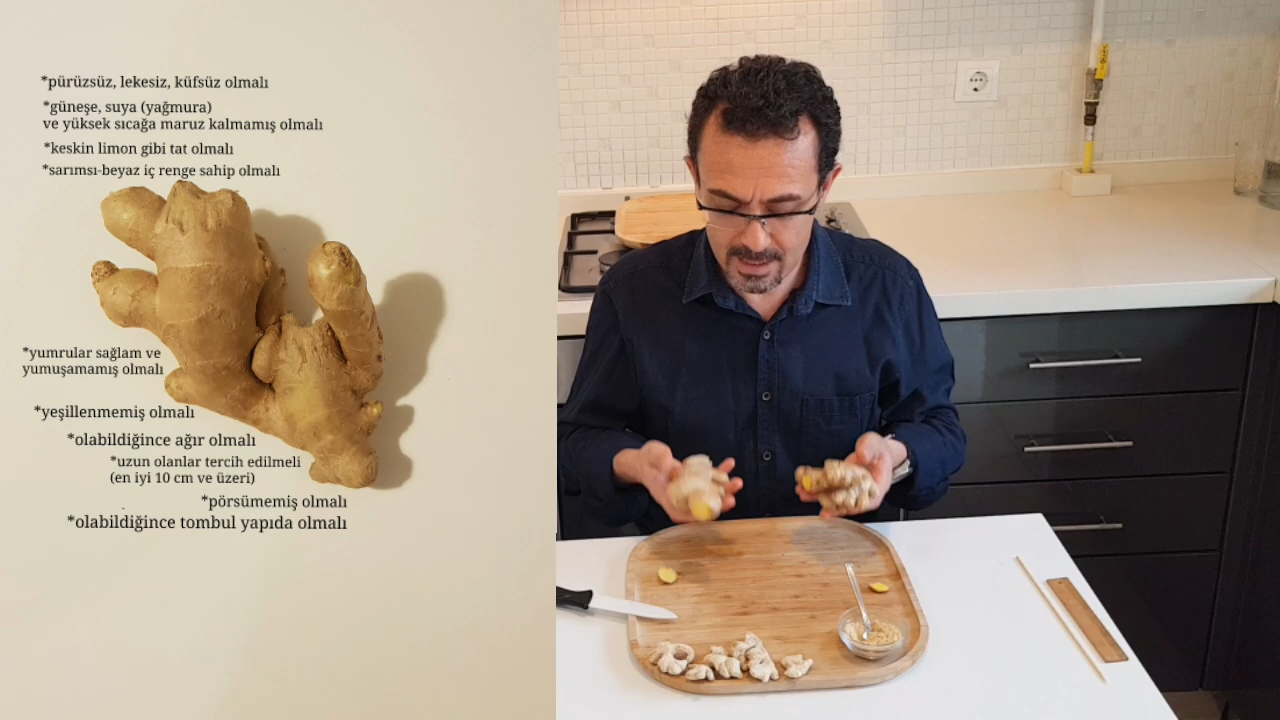 *pürüzsüz, lekesiz, küfsüz olmalı
*güneşe, suya (yağmura)
ve yüksek sıcağa maruz kalmamış olmalı
*keskin limon gibi tat olmalı
*sarımsı-beyaz iç renge sahip olmalı
*yumrular sağlam ve
yumuşamamış olmalı
*yeşillenmemiş olmalı
*olabildiğince ağır olmalı
*uzun olanlar tercih edilmeli
(en iyi 10 cm ve üzeri)
*pörsümemiş olmalı
*olabildiğince tombul yapıda olmalı